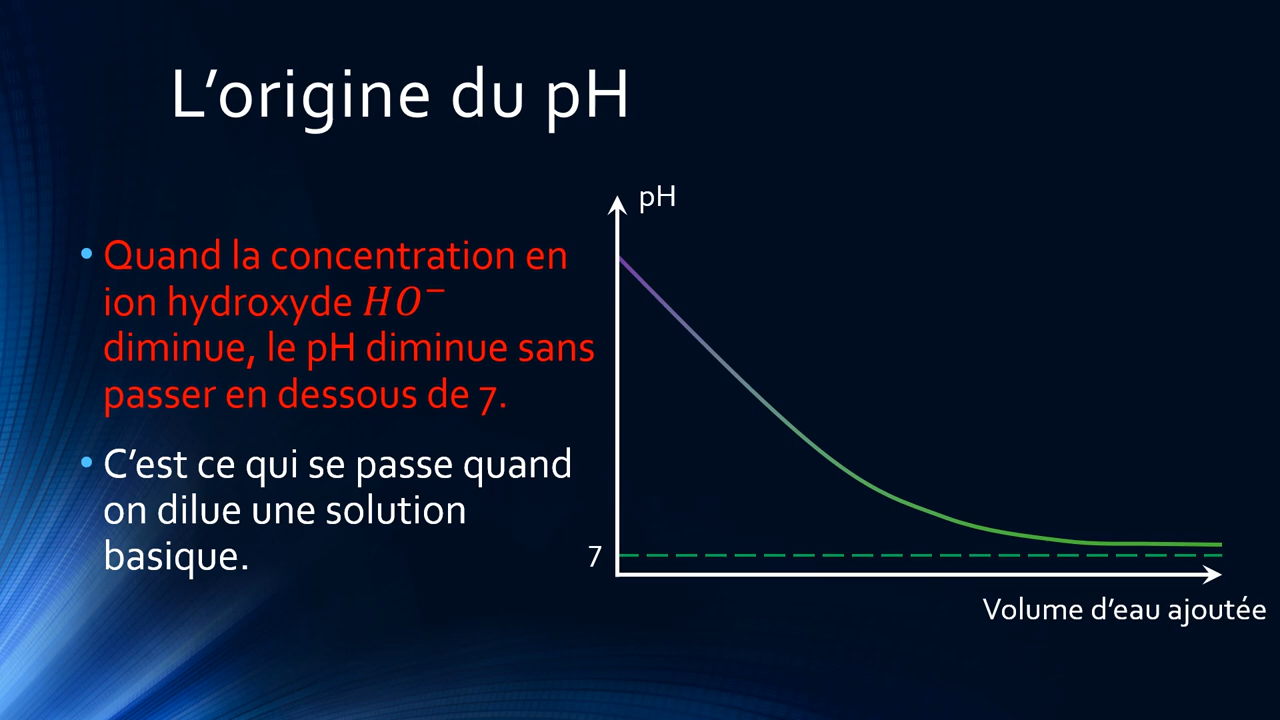 L’origine du pH
• Quand la concentration en
ion hydroxyde HO⁻
diminue, le pH diminue sans
passer en dessous de 7.
• C’est ce qui se passe quand
on dilue une solution
basique.
pH
7
Volume d’eau ajoutée